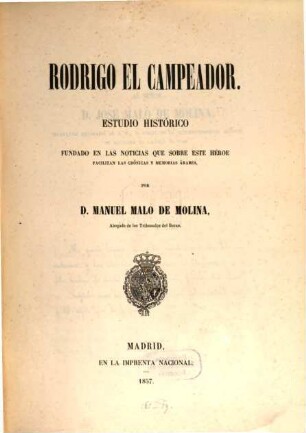 RODRIGO EL CAMPEADOR.
ESTUDIO HISTÓRICO
FUNDADO EN LAS NOTICIAS QUE SOBRE ESTE HÉROE
FACILITAN LAS CRÓNICAS Y MEMORIAS ÁRABES,
POR
D. MANUEL MALO DE MOLINA,
Abogado de los Tribunales del Reino.
MADRID,
EN LA IMPRENTA NACIONAL:
1857.